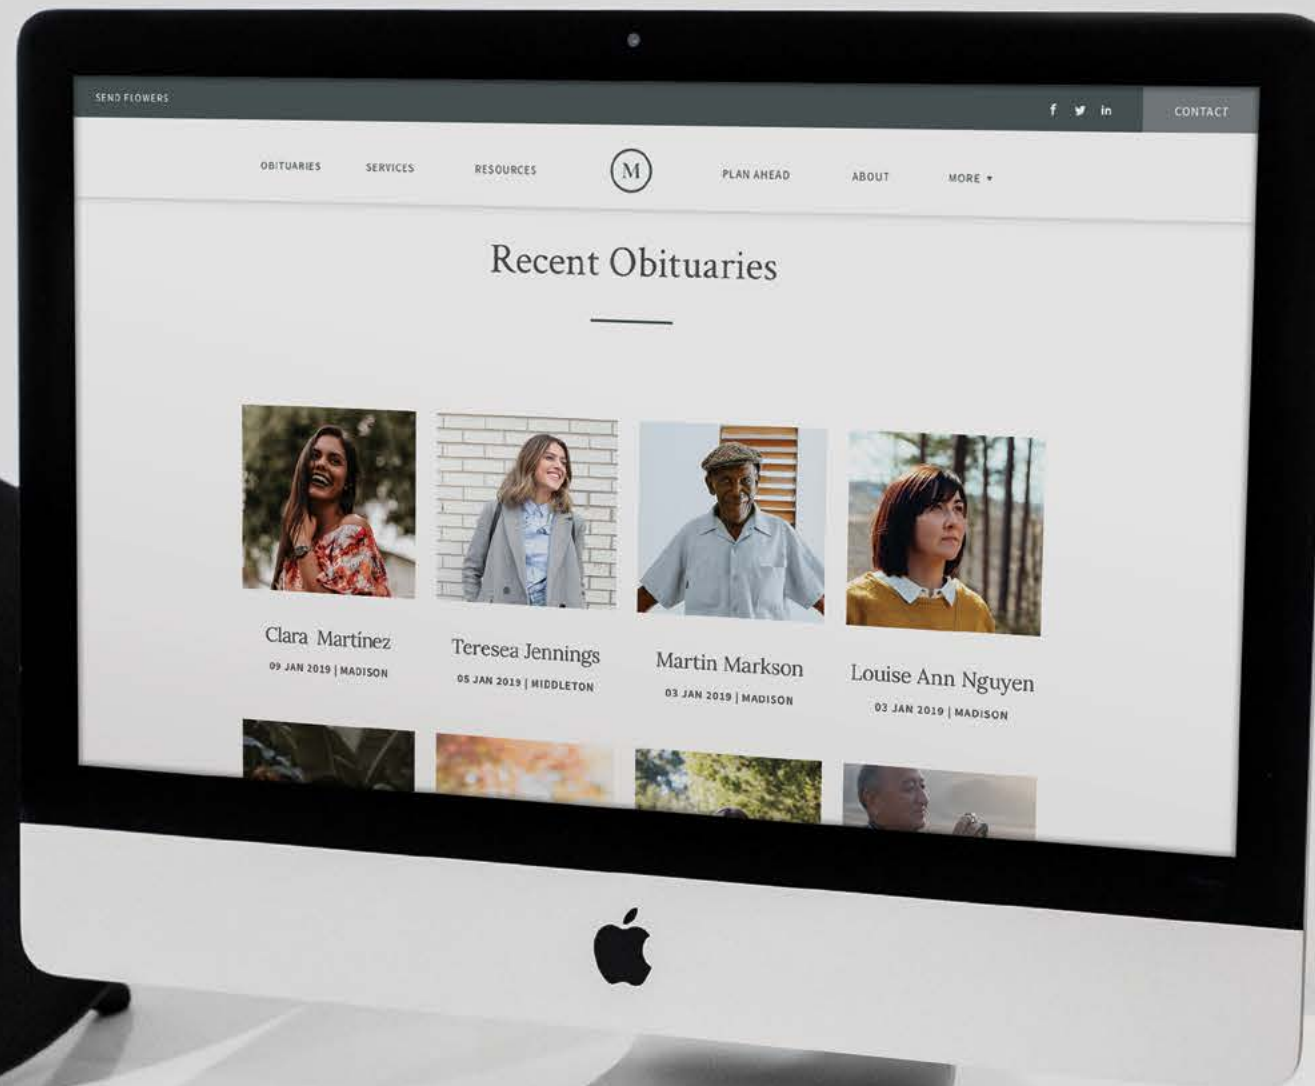 SEND FLOWERS
f in
CONTACT
OBITUARIES SERVICES RESOURCES M PLAN AHEAD ABOUT MORE
Recent Obituaries
Clara Martínez
09 JAN 2019 | MADISON
Teresea Jennings
05 JAN 2019 | MIDDLETON
Martin Markson
03 JAN 2019 | MADISON
Louise Ann Nguyen
03 JAN 2019 | MADISON